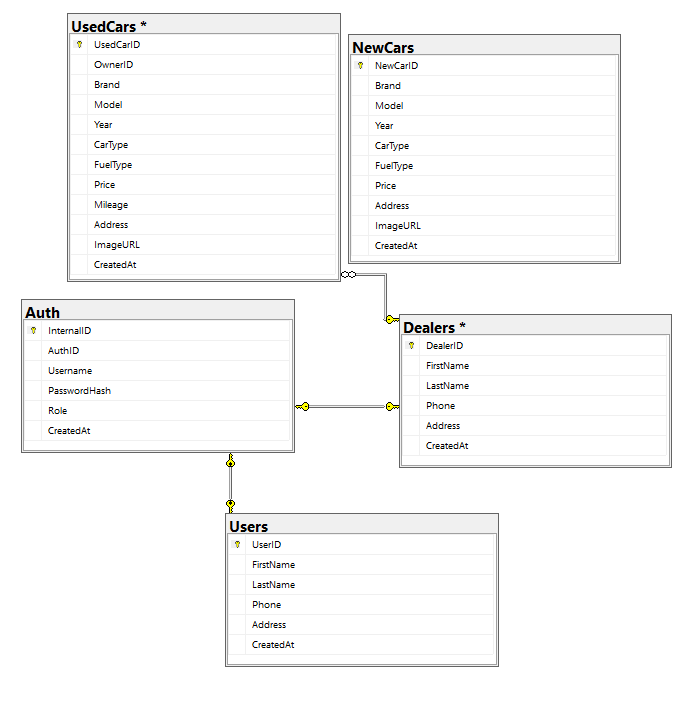 UsedCars *
UsedCarID
OwnerID
Brand
Model
Year
CarType
FuelType
Price
Mileage
Address
ImageURL
CreatedAt
NewCars
NewCarID
Brand
Model
Year
CarType
FuelType
Price
Address
ImageURL
CreatedAt
Auth
InternalID
AuthID
Username
PasswordHash
Role
CreatedAt
Dealers *
DealerID
FirstName
LastName
Phone
Address
CreatedAt
Users
UserID
FirstName
LastName
Phone
Address
CreatedAt